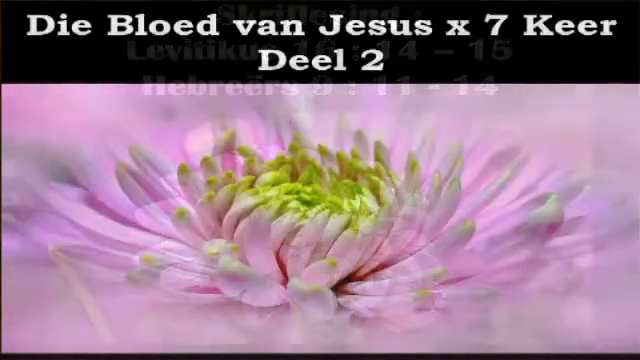 Skriflesing :
Die Bloed van Jesus x 7 Keer
Levitikus 16 : 14 – 15
Deel 2
Hebreërs 9 : 11 - 14